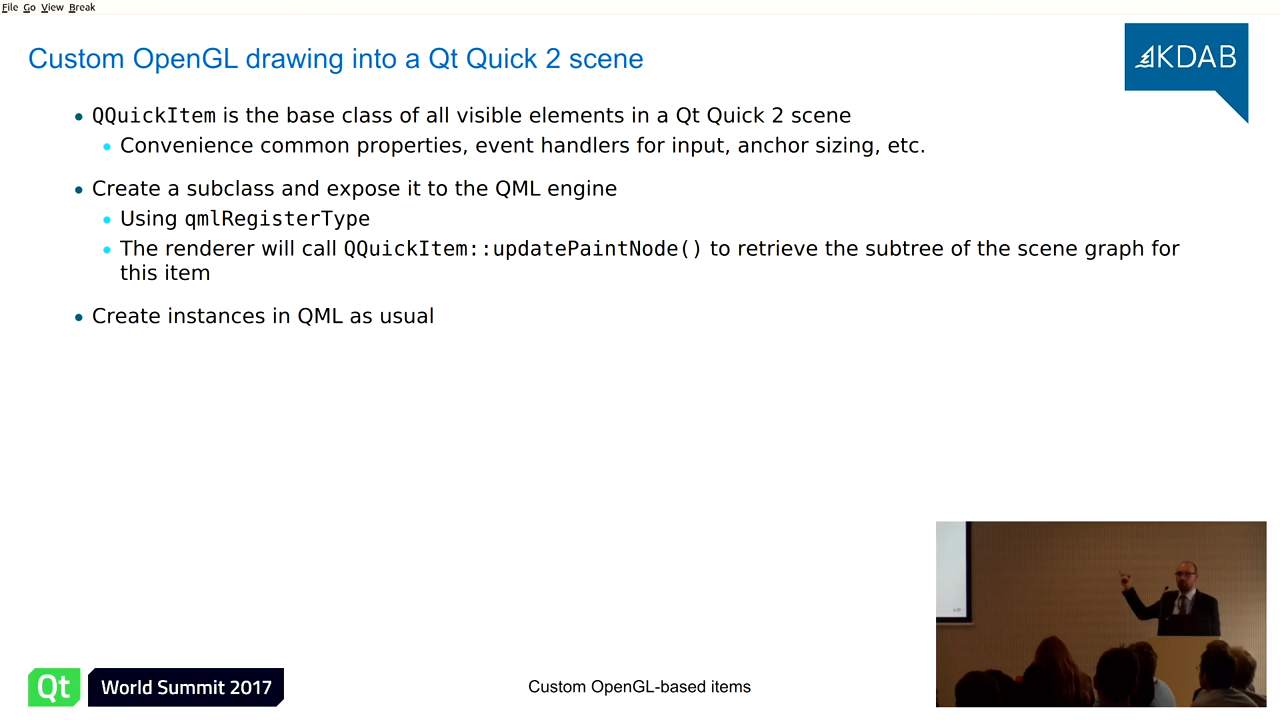 File Go View Break
Custom OpenGL drawing into a Qt Quick 2 scene
KDAB
• QQuickItem is the base class of all visible elements in a Qt Quick 2 scene
• Convenience common properties, event handlers for input, anchor sizing, etc.
• Create a subclass and expose it to the QML engine
• Using qmlRegisterType
• The renderer will call QQuickItem::updatePaintNode() to retrieve the subtree of the scene graph for
this item
• Create instances in QML as usual
Qt World Summit 2017
Custom OpenGL-based items